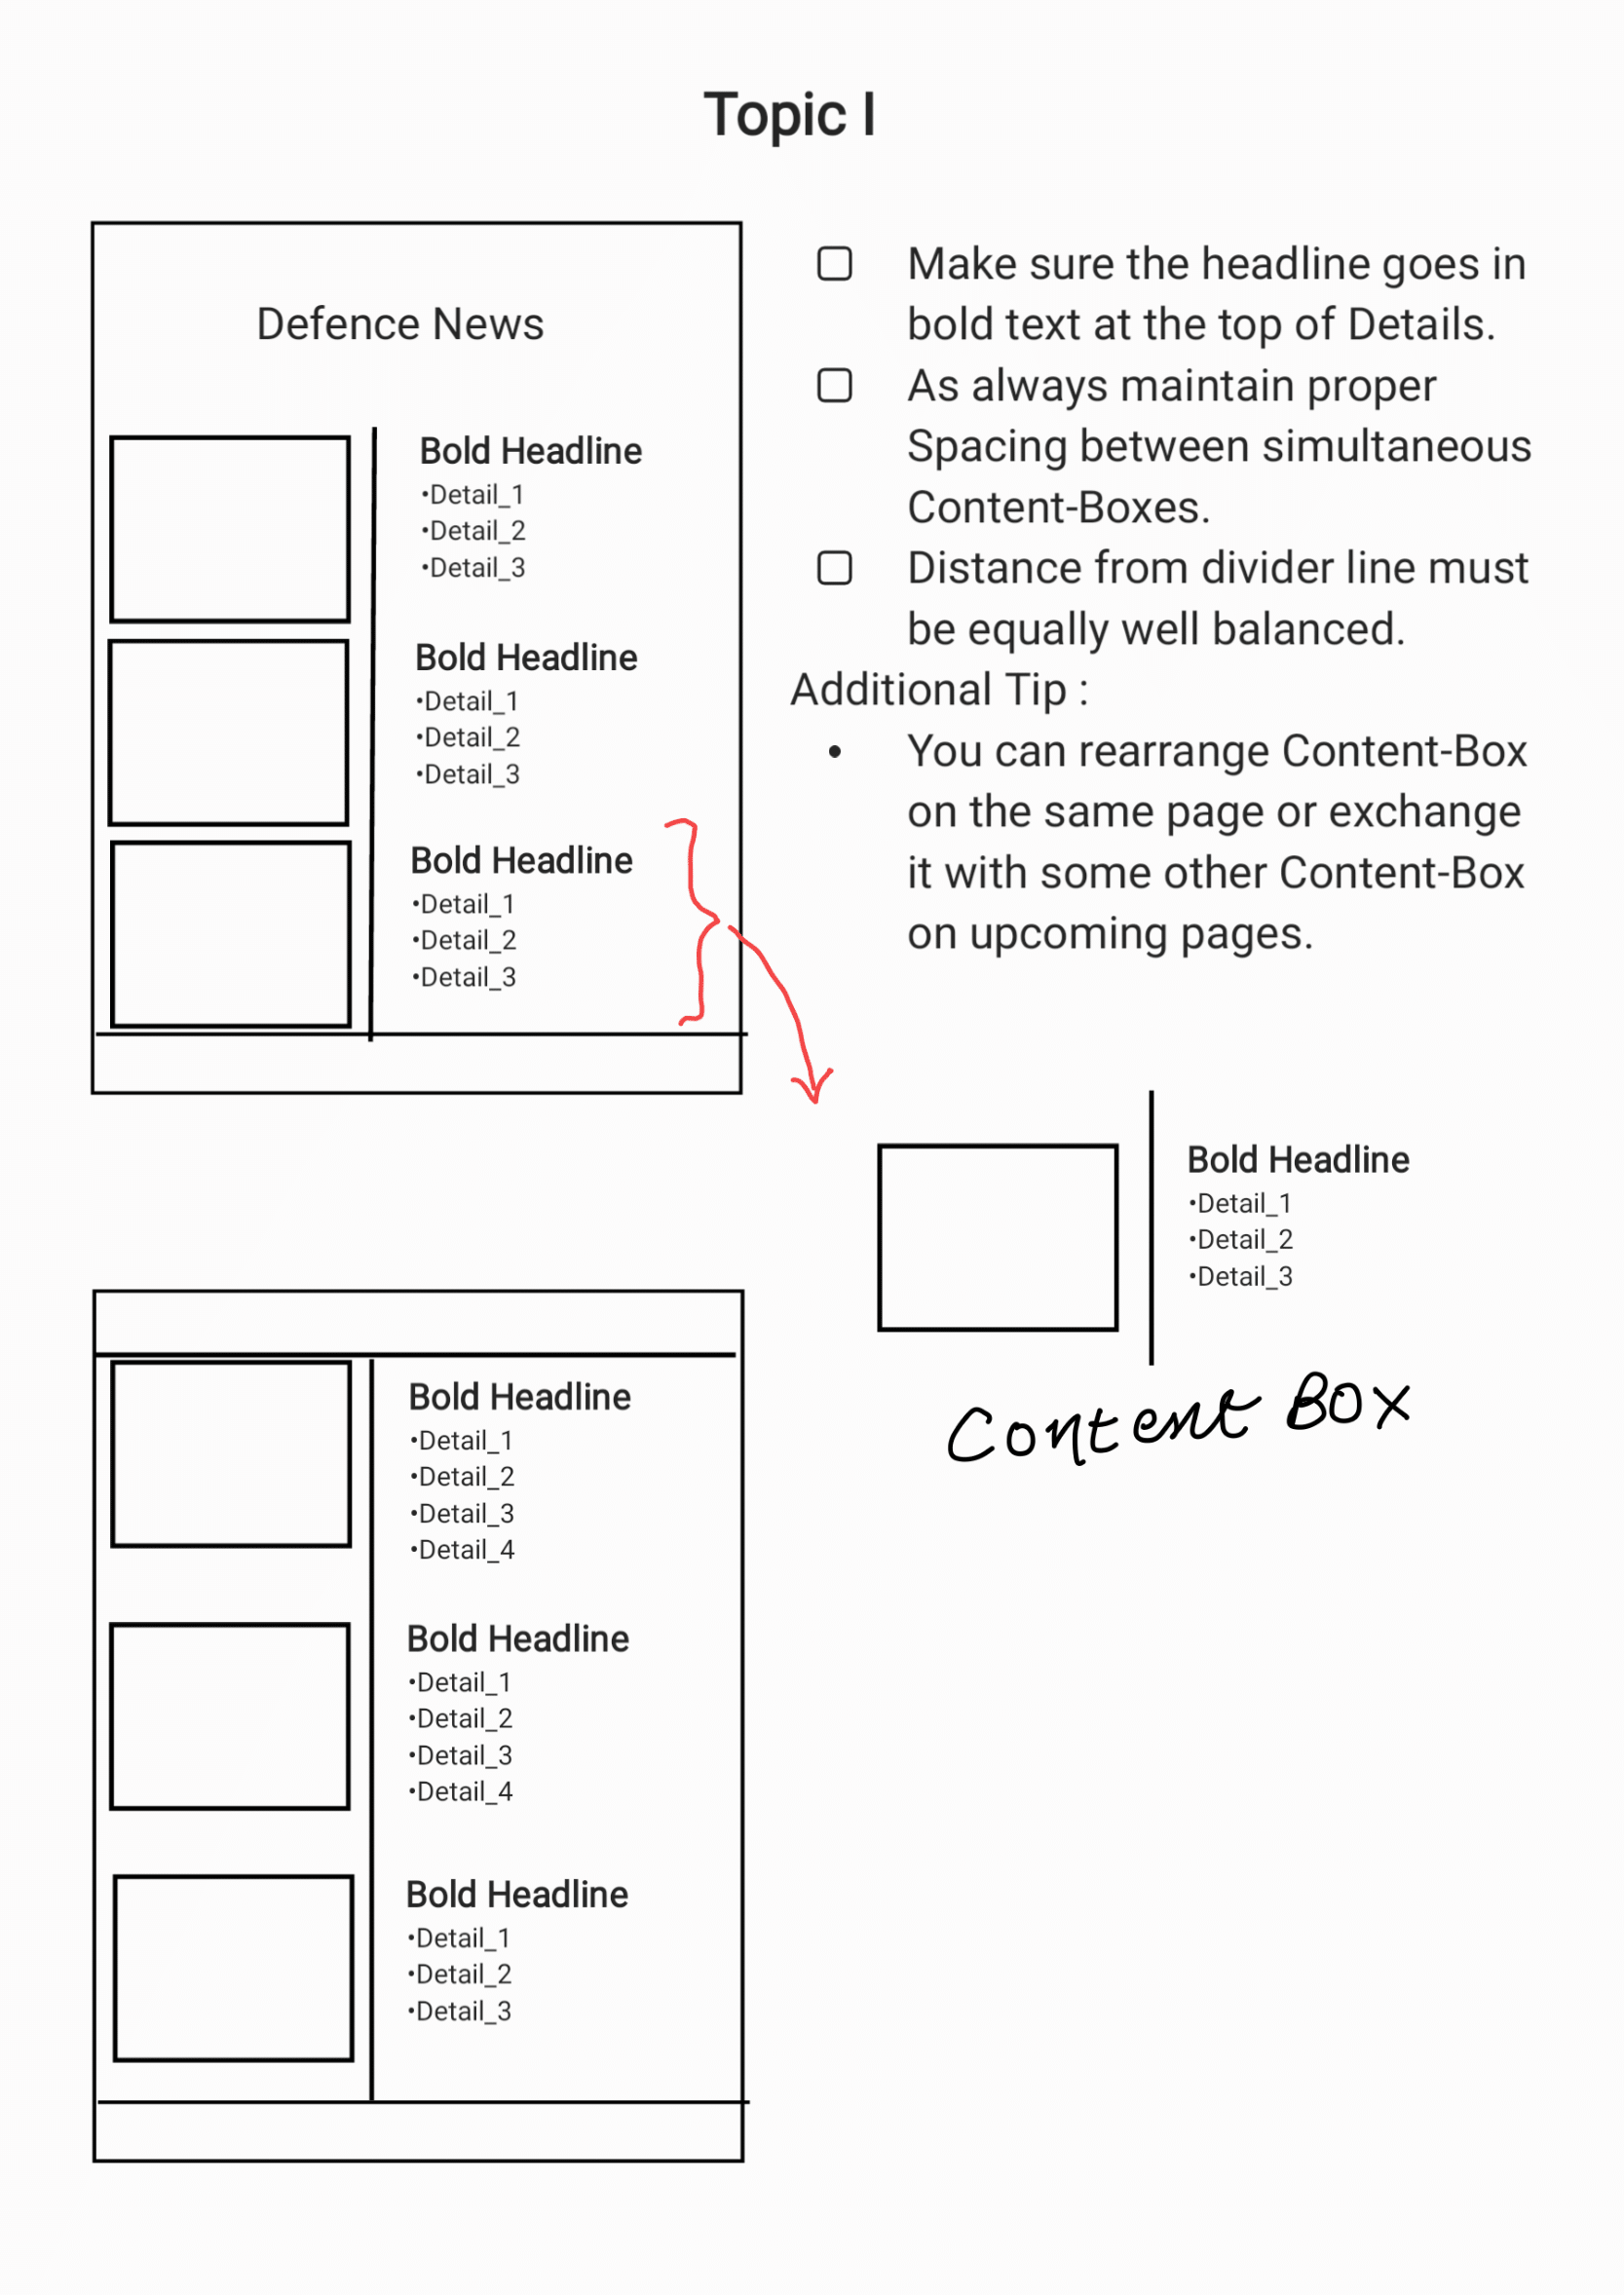 Topic I
Defence News
Bold Headline
•Detail_1
•Detail_2
•Detail_3
Bold Headline
•Detail_1
•Detail_2
•Detail_3
Bold Headline
•Detail_1
•Detail_2
•Detail_3
Make sure the headline goes in
bold text at the top of Details.
As always maintain proper
Spacing between simultaneous
Content-Boxes.
Distance from divider line must
be equally well balanced.
Additional Tip :
• You can rearrange Content-Box
on the same page or exchange
it with some other Content-Box
on upcoming pages.
Bold Headline
•Detail_1
•Detail_2
•Detail_3
Content Box
Bold Headline
•Detail_1
•Detail_2
•Detail_3
•Detail_4
Bold Headline
•Detail_1
•Detail_2
•Detail_3
•Detail_4
Bold Headline
•Detail_1
•Detail_2
•Detail_3